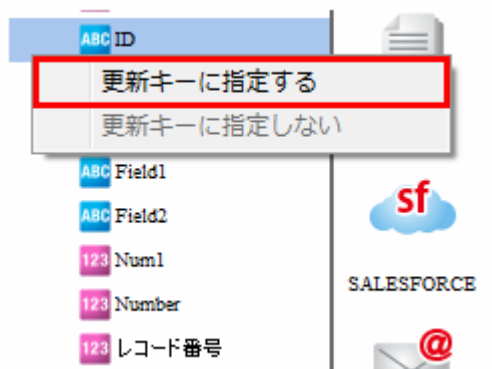 ABC ID
更新キーに指定する
更新キーに指定しない
ABC Field1
ABC Field2
123 Num1
123 Number
123 レコード番号
sf
SALESFORCE
@